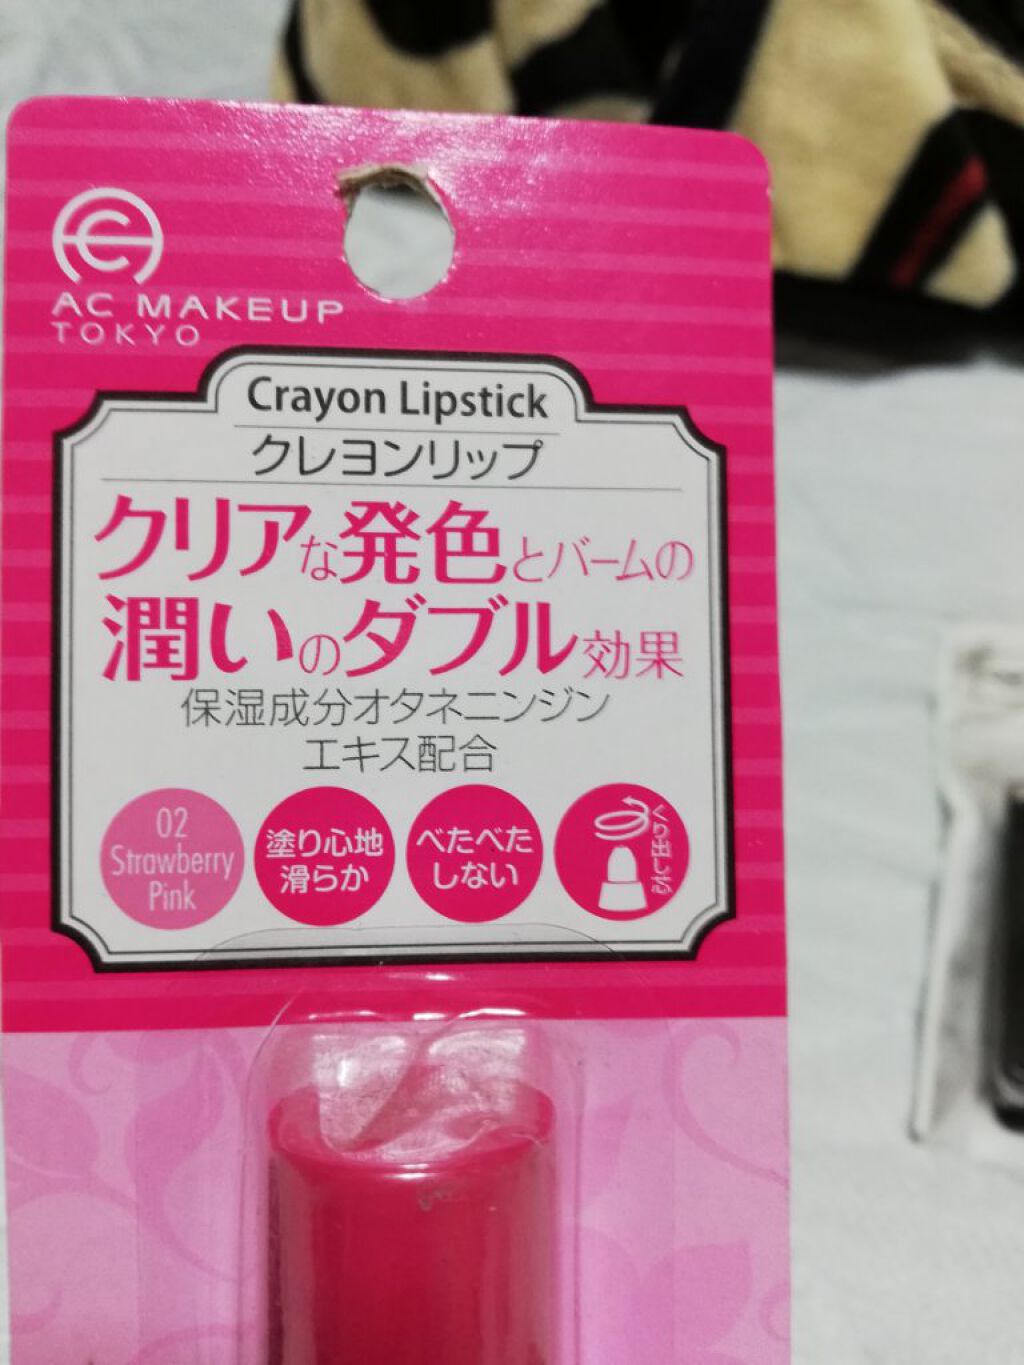 AC MAKEUP
TOKYO
Crayon Lipstick
クレヨンリップ
クリアな発色とバームの
潤いのダブル効果
保湿成分オタネニンジン
エキス配合
02
Strawberry
Pink
塗り心地
滑らか
べたべた
しない
くり出し式